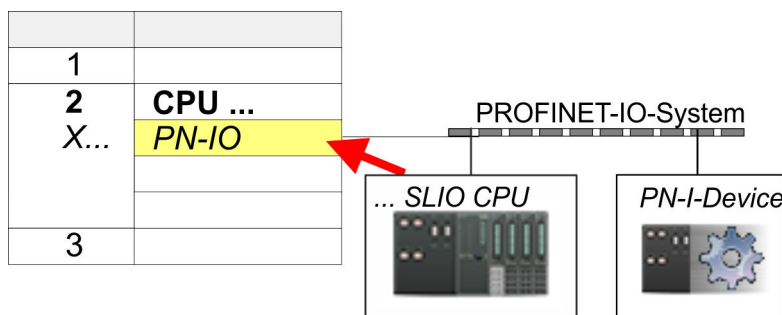 1
2 CPU ...
X... PN-IO
3
PROFINET-IO-System
... SLIO CPU
PN-I-Device